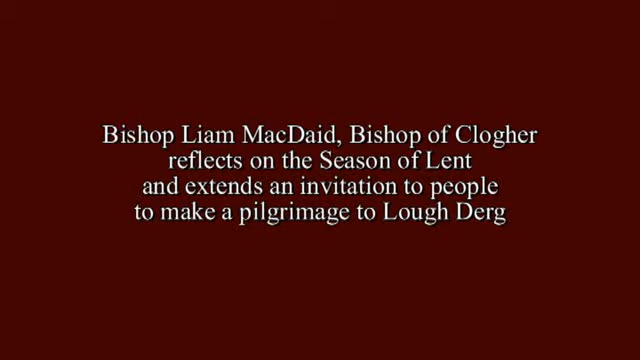 Bishop Liam MacDaid, Bishop of Clogher
reflects on the Season of Lent
and extends an invitation to people
to make a pilgrimage to Lough Derg